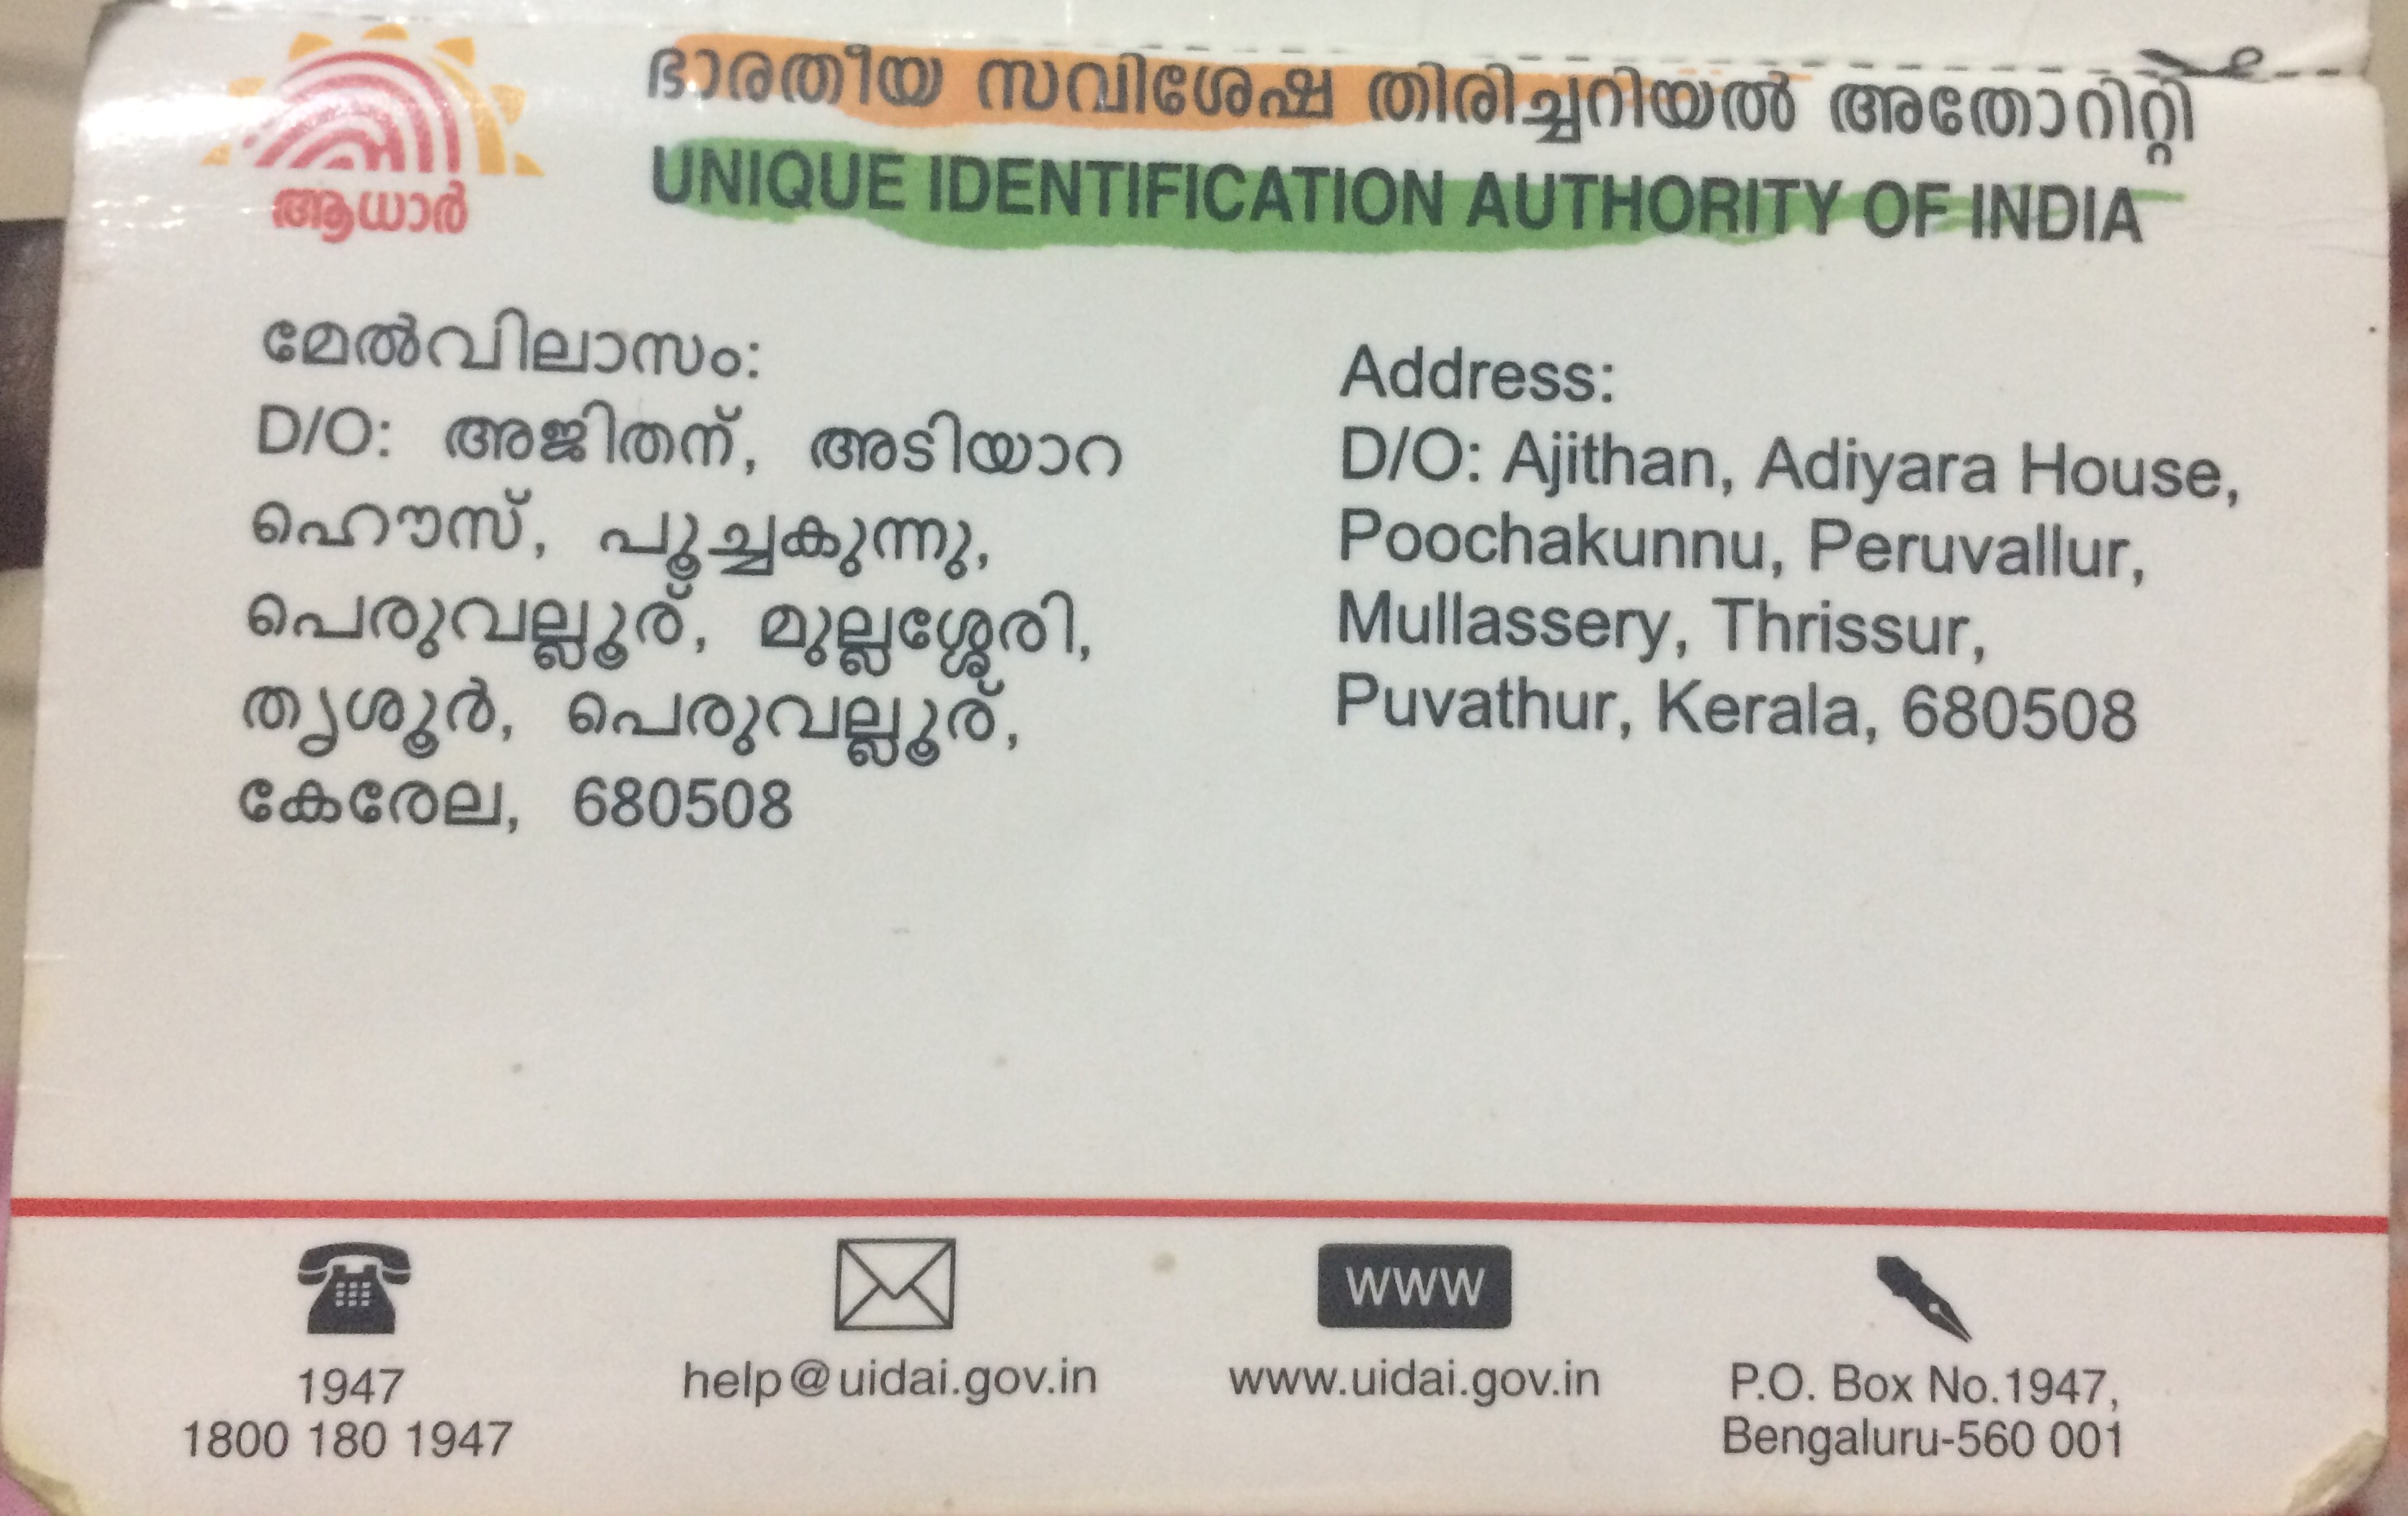 ഭാരതീയ സവിശേഷ തിരിച്ചറിയൽ അതോറിറ്റി
UNIQUE IDENTIFICATION AUTHORITY OF INDIA
ആധാർ
മേൽവിലാസം:
D/O: അജിതന്, അടിയാറ
ഹൌസ്, പൂച്ചകുന്നു,
പെരുവല്ലൂര്, മുല്ലശ്ശേരി,
തൃശൂർ, പെരുവല്ലൂര്,
കേരേല, 680508
Address:
D/O: Ajithan, Adiyara House,
Poochakunnu, Peruvallur,
Mullassery, Thrissur,
Puvathur, Kerala, 680508
1947
1800 180 1947
help@uidai.gov.in
WWW
www.uidai.gov.in
P.O. Box No.1947,
Bengaluru-560 001